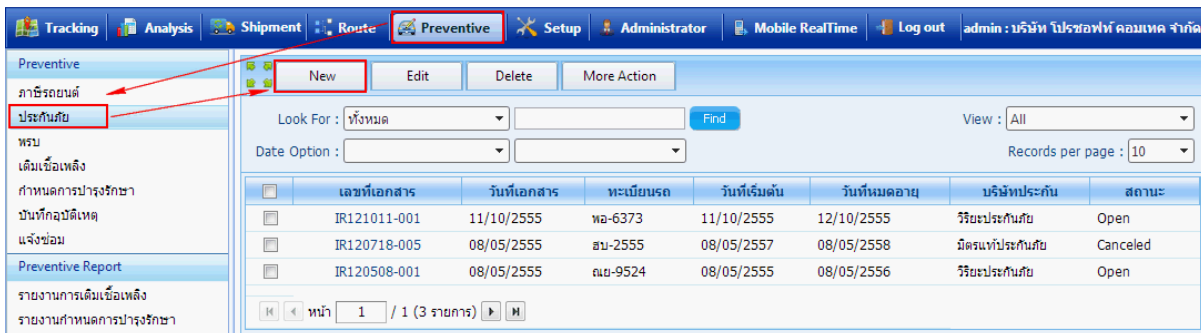 Tracking Analysis Shipment Route Preventive Setup Administrator Mobile RealTime Log out admin : บริษัท โปรซอฟท์ คอมเทค จำกัด
Preventive
ภาษีรถยนต์
ประกันภัย
พรบ
เติมเชื้อเพลิง
กำหนดการบำรุงรักษา
บันทึกอุบัติเหตุ
แจ้งซ่อม
Preventive Report
รายงานการเติมเชื้อเพลิง
รายงานกำหนดการบำรุงรักษา
New Edit Delete More Action
Look For : ทั้งหมด Find View : All
Date Option : Records per page : 10
เลขที่เอกสาร วันที่เอกสาร ทะเบียนรถ วันที่เริ่มต้น วันที่หมดอายุ บริษัทประกัน สถานะ
IR121011-001 11/10/2555 พอ-6373 11/10/2555 12/10/2555 วิริยะประกันภัย Open
IR120718-005 08/05/2555 ฮบ-2555 08/05/2557 08/05/2558 มิตรแท้ประกันภัย Canceled
IR120508-001 08/05/2555 ณย-9524 08/05/2555 08/05/2556 วิริยะประกันภัย Open
หน้า 1 / 1 (3 รายการ)